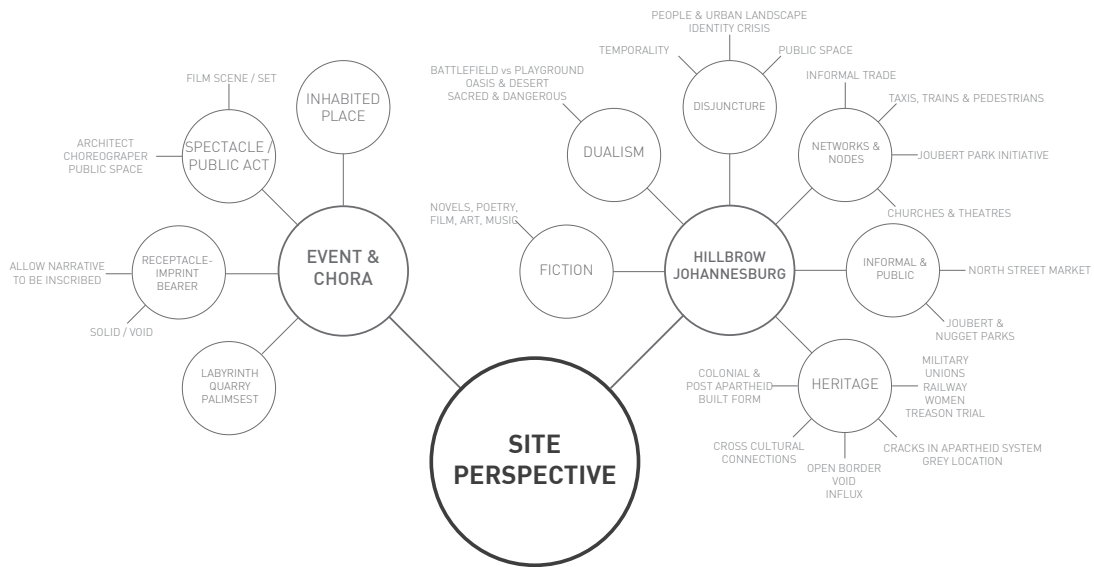 PEOPLE & URBAN LANDSCAPE
IDENTITY CRISIS
TEMPORALITY
PUBLIC SPACE
BATTLEFIELD vs PLAYGROUND
OASIS & DESERT
SACRED & DANGEROUS
DISJUNCTURE
INFORMAL TRADE
TAXIS, TRAINS & PEDESTRIANS
FILM SCENE / SET
INHABITED
PLACE
ARCHITECT
CHOREOGRAPER
PUBLIC SPACE
SPECTACLE /
PUBLIC ACT
DUALISM
NETWORKS &
NODES
JOUBERT PARK INITIATIVE
CHURCHES & THEATRES
NOVELS, POETRY,
FILM, ART, MUSIC
ALLOW NARRATIVE
TO BE INSCRIBED
RECEPTACLE-
IMPRINT
BEARER
EVENT &
CHORA
FICTION
HILLBROW
JOHANNESBURG
INFORMAL &
PUBLIC
NORTH STREET MARKET
SOLID / VOID
JOUBERT &
NUGGET PARKS
LABYRINTH
QUARRY
PALIMSEST
COLONIAL &
POST APARTHEID
BUILT FORM
HERITAGE
MILITARY
UNIONS
RAILWAY
WOMEN
TREASON TRIAL
CROSS CULTURAL
CONNECTIONS
OPEN BORDER
VOID
INFLUX
CRACKS IN APARTHEID SYSTEM
GREY LOCATION
SITE
PERSPECTIVE